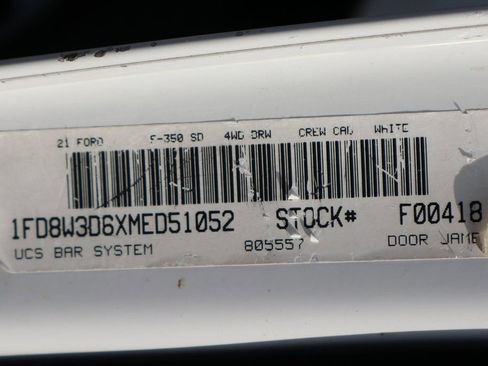 21 FORD F-350 SD 4WD DRW CREW CAB WHITE
1FD8W3D6XMED51052 STOCK# F00418
UCS BAR SYSTEM 805557 DOOR JAMB